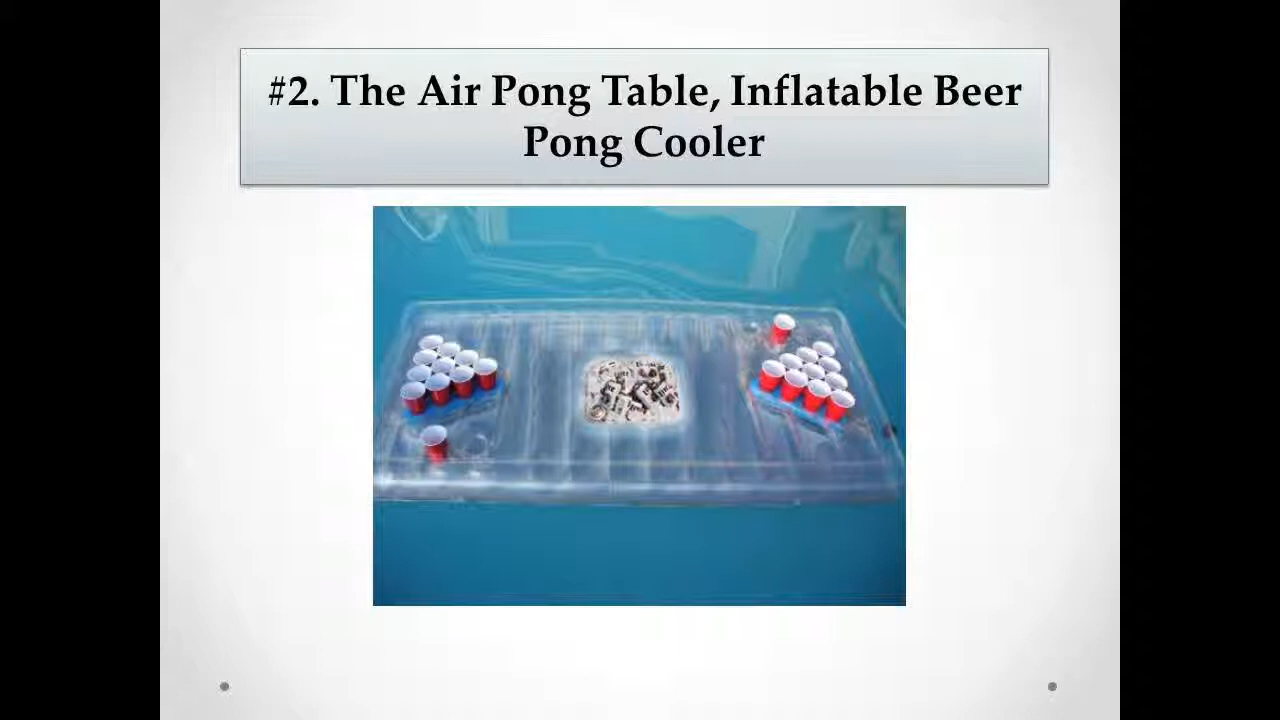 #2. The Air Pong Table, Inflatable Beer
Pong Cooler